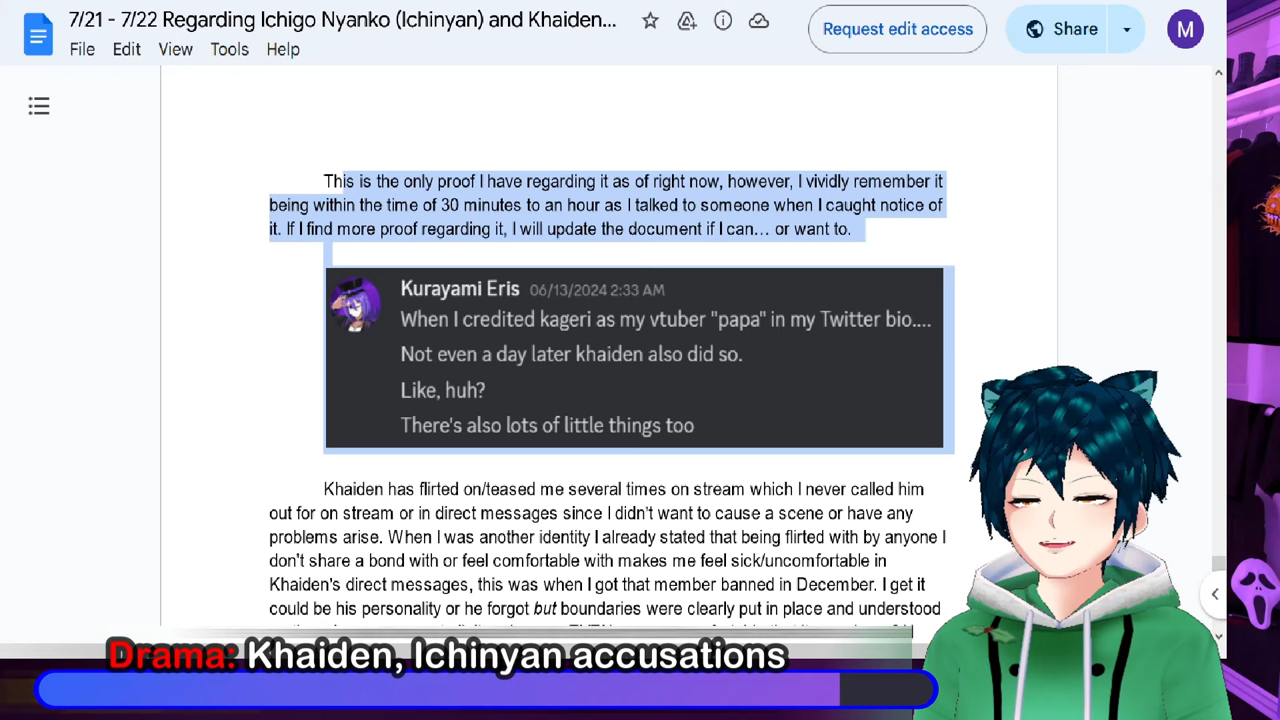 7/21 - 7/22 Regarding Ichigo Nyanko (Ichinyan) and Khaiden...
File Edit View Tools Help
Request edit access
Share
M
This is the only proof I have regarding it as of right now, however, I vividly remember it
being within the time of 30 minutes to an hour as I talked to someone when I caught notice of
it. If I find more proof regarding it, I will update the document if I can… or want to.
Kurayami Eris 06/13/2024 2:33 AM
When I credited kageri as my vtuber "papa" in my Twitter bio....
Not even a day later khaiden also did so.
Like, huh?
There's also lots of little things too
Khaiden has flirted on/teased me several times on stream which I never called him
out for on stream or in direct messages since I didn't want to cause a scene or have any
problems arise. When I was another identity I already stated that being flirted with by anyone I
don't share a bond with or feel comfortable with makes me feel sick/uncomfortable in
Khaiden's direct messages, this was when I got that member banned in December. I get it
could be his personality or he forgot but boundaries were clearly put in place and understood
Drama: Khaiden, Ichinyan accusations